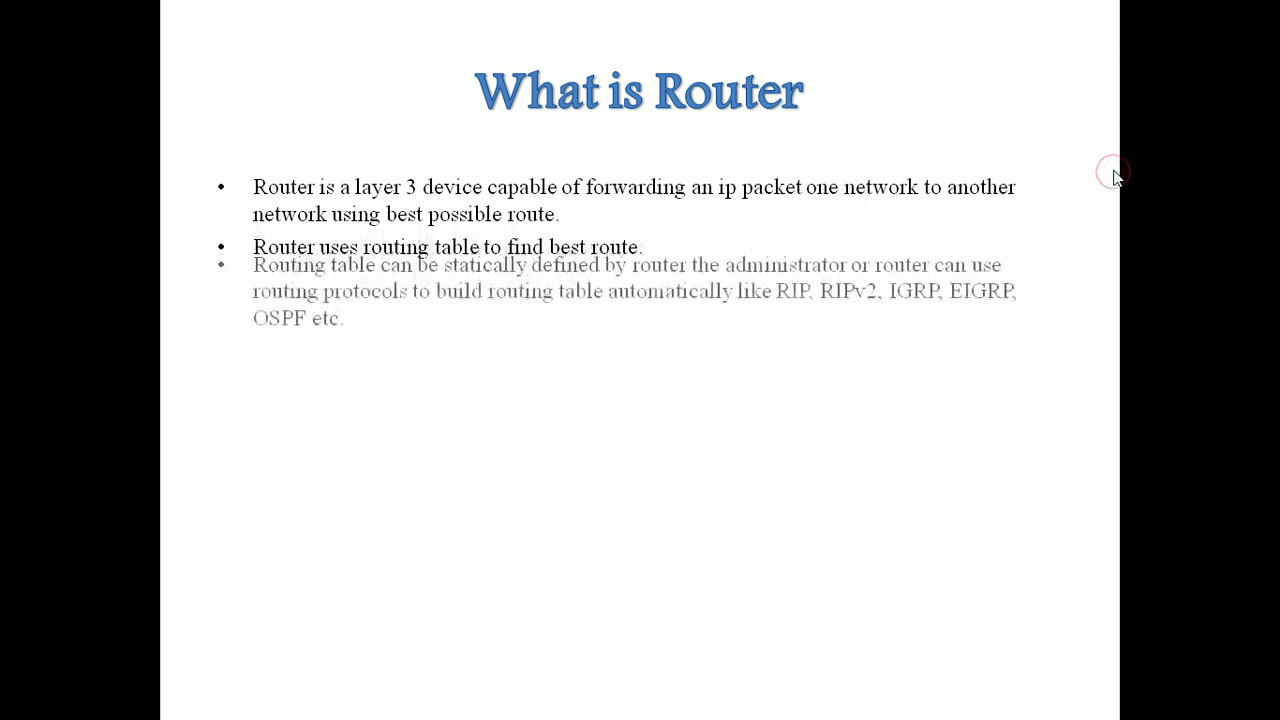 What is Router
• Router is a layer 3 device capable of forwarding an ip packet one network to another
network using best possible route.
• Router uses routing table to find best route.
• Routing table can be statically defined by router the administrator or router can use
routing protocols to build routing table automatically like RIP, RIPv2, IGRP, EIGRP,
OSPF etc.